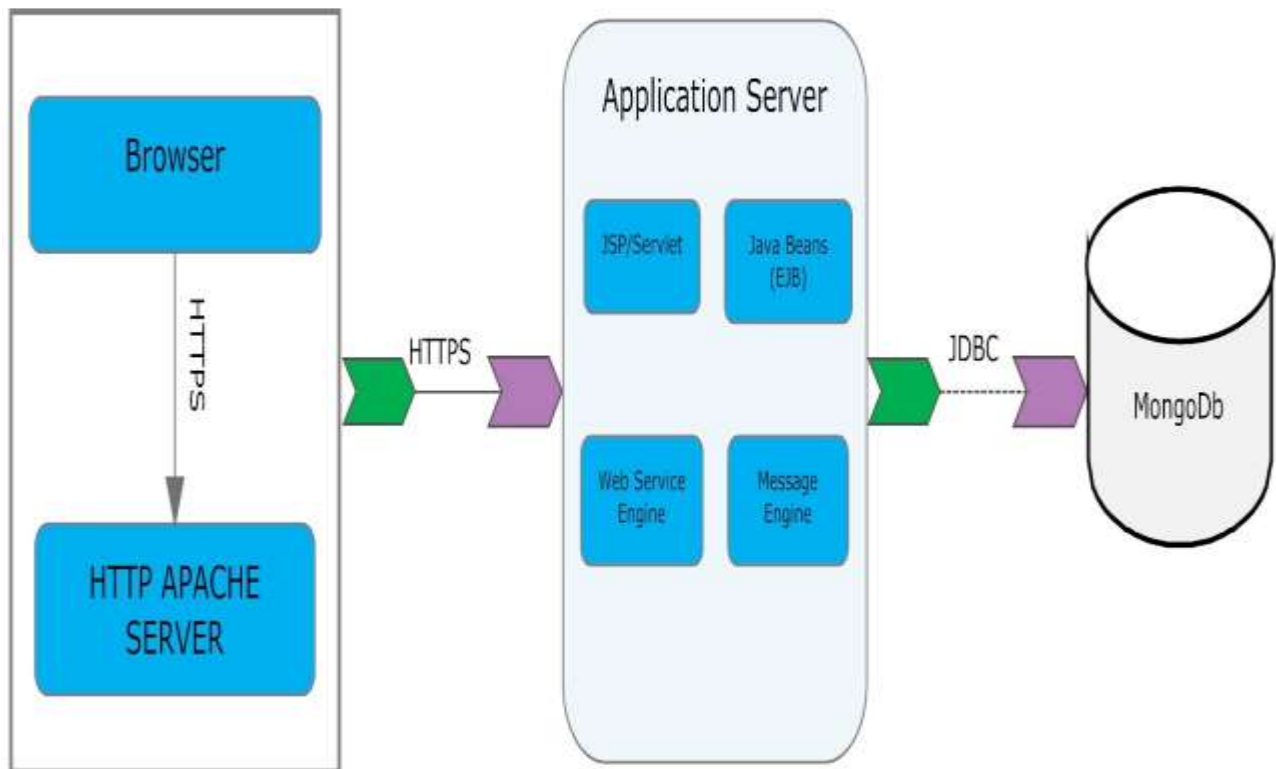 Browser
HTTPS
HTTP APACHE
SERVER
HTTPS
Application Server
JSP/Servlet
Java Beans
(EJB)
Web Service
Engine
Message
Engine
JDBC
MongoDb